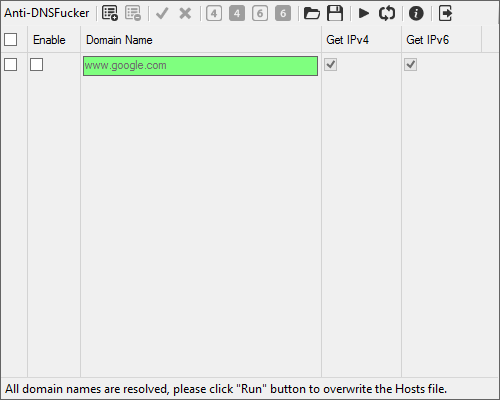 Anti-DNSFucker 4 4 6 6
Enable Domain Name Get IPv4 Get IPv6
www.google.com
All domain names are resolved, please click "Run" button to overwrite the Hosts file.